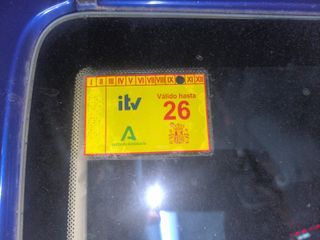 I II III IV V VI VII VIII IX XI XII
itv
Válido hasta
26